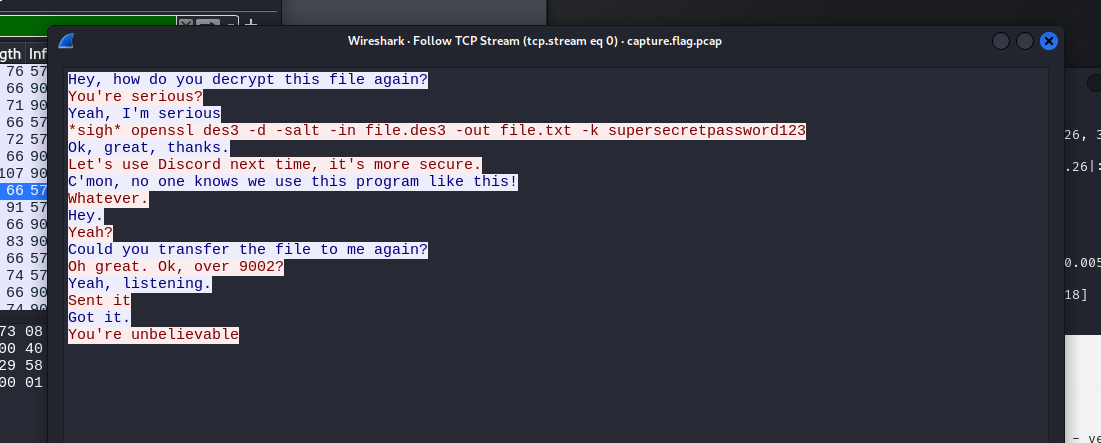 Wireshark · Follow TCP Stream (tcp.stream eq 0) · capture.flag.pcap
gth Inf
76 57
66 90
71 90
66 57
72 57
66 90
107 90
66 57
91 57
66 90
83 90
66 57
74 57
66 90
74 90
Hey, how do you decrypt this file again?
You're serious?
Yeah, I'm serious
*sigh* openssl des3 -d -salt -in file.des3 -out file.txt -k supersecretpassword123
Ok, great, thanks.
Let's use Discord next time, it's more secure.
C'mon, no one knows we use this program like this!
Whatever.
Hey.
Yeah?
Could you transfer the file to me again?
Oh great. Ok, over 9002?
Yeah, listening.
Sent it
Got it.
You're unbelievable
73 08
00 40
29 58
00 01
26, 3
.26|:
0.005
18]
- ve